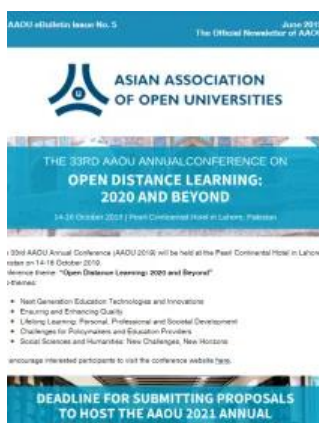 AAOU eBulletin Issue No. 5
June 201
The Official Newsletter of AAOU
ASIAN ASSOCIATION
OF OPEN UNIVERSITIES
THE 33RD AAOU ANNUALCONFERENCE ON
OPEN DISTANCE LEARNING:
2020 AND BEYOND
14-16 October 2019 | Pearl Continental Hotel in Lahore, Pakistan
33rd AAOU Annual Conference (AAOU 2019) will be held at the Pearl Continental Hotel in Lahore
on 14-16 October 2019.
theme: "Open Distance Learning: 2020 and Beyond"
-themes:
Next Generation Education Technologies and Innovations
Ensuring and Enhancing Quality
Lifelong Learning: Personal, Professional and Societal Development
Challenges for Policymakers and Education Providers
Social Sciences and Humanities: New Challenges, New Horizons
encourage interested participants to visit the conference website here.
DEADLINE FOR SUBMITTING PROPOSALS
TO HOST THE AAOU 2021 ANNUAL